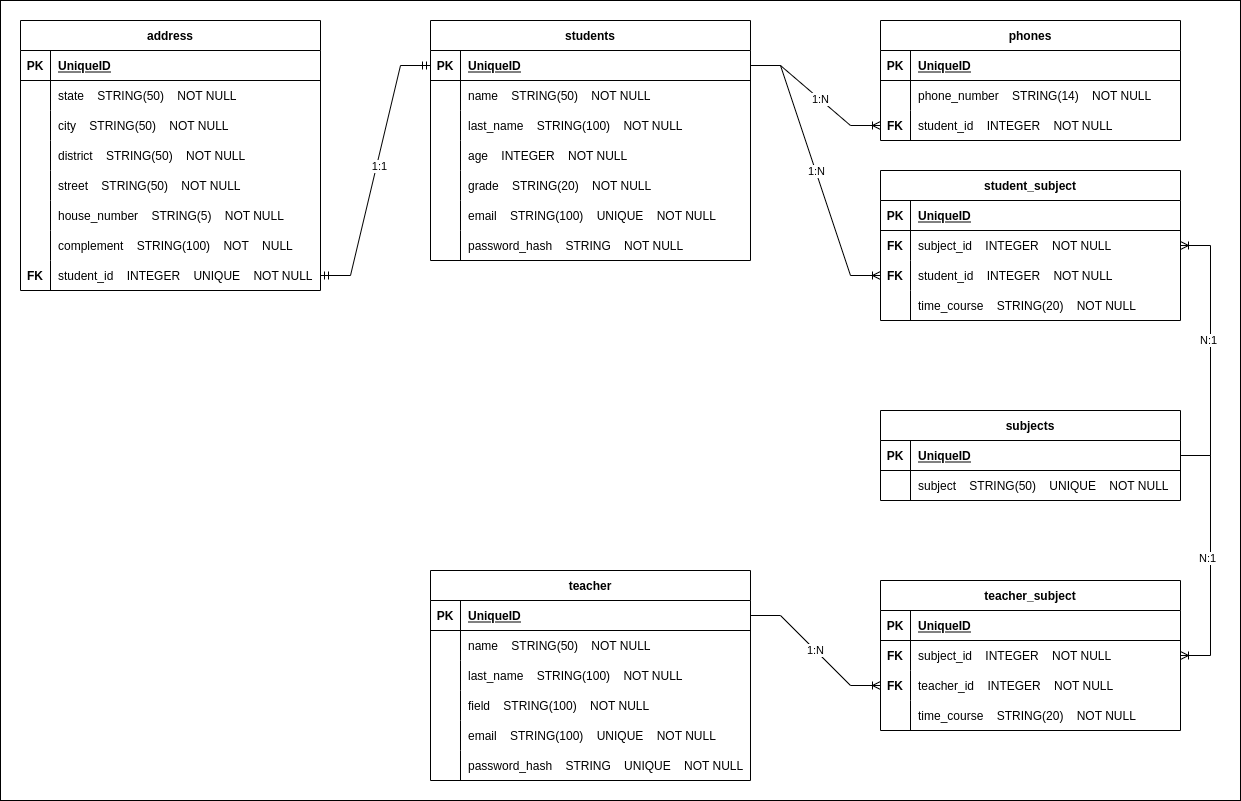 address
PK UniqueID
state STRING(50) NOT NULL
city STRING(50) NOT NULL
district STRING(50) NOT NULL
street STRING(50) NOT NULL
house_number STRING(5) NOT NULL
complement STRING(100) NOT NULL
FK student_id INTEGER UNIQUE NOT NULL
1:1
students
PK UniqueID
name STRING(50) NOT NULL
last_name STRING(100) NOT NULL
age INTEGER NOT NULL
grade STRING(20) NOT NULL
email STRING(100) UNIQUE NOT NULL
password_hash STRING NOT NULL
1:N
1:N
phones
PK UniqueID
phone_number STRING(14) NOT NULL
FK student_id INTEGER NOT NULL
student_subject
PK UniqueID
FK subject_id INTEGER NOT NULL
FK student_id INTEGER NOT NULL
time_course STRING(20) NOT NULL
N:1
subjects
PK UniqueID
subject STRING(50) UNIQUE NOT NULL
N:1
teacher
PK UniqueID
name STRING(50) NOT NULL
last_name STRING(100) NOT NULL
field STRING(100) NOT NULL
email STRING(100) UNIQUE NOT NULL
password_hash STRING UNIQUE NOT NULL
1:N
teacher_subject
PK UniqueID
FK subject_id INTEGER NOT NULL
FK teacher_id INTEGER NOT NULL
time_course STRING(20) NOT NULL